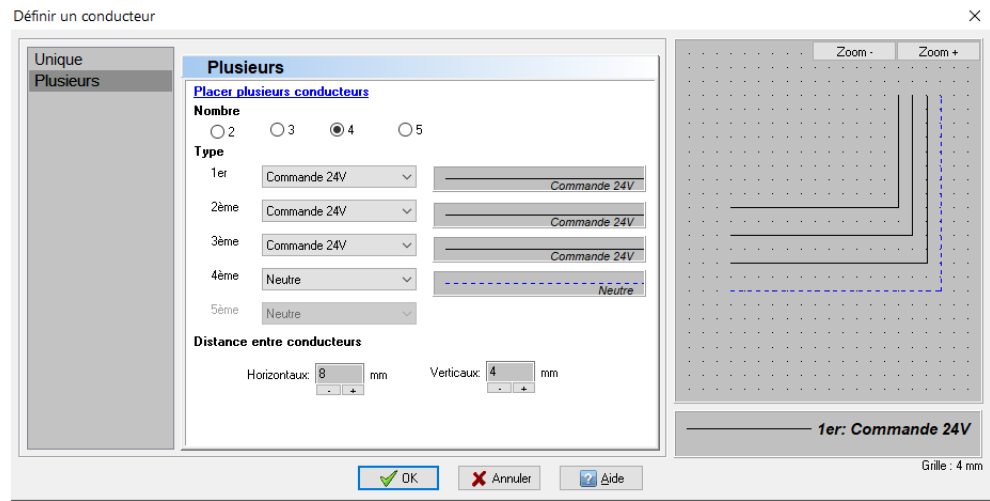 Définir un conducteur
Unique
Plusieurs
Plusieurs
Placer plusieurs conducteurs
Nombre
2 3 4 5
Type
1er Commande 24V Commande 24V
2ème Commande 24V Commande 24V
3ème Commande 24V Commande 24V
4ème Neutre Neutre
5ème Neutre
Distance entre conducteurs
Horizontaux: 8 mm Verticaux: 4 mm
- + - +
Zoom - Zoom +
1er: Commande 24V
Grille : 4 mm
OK Annuler Aide